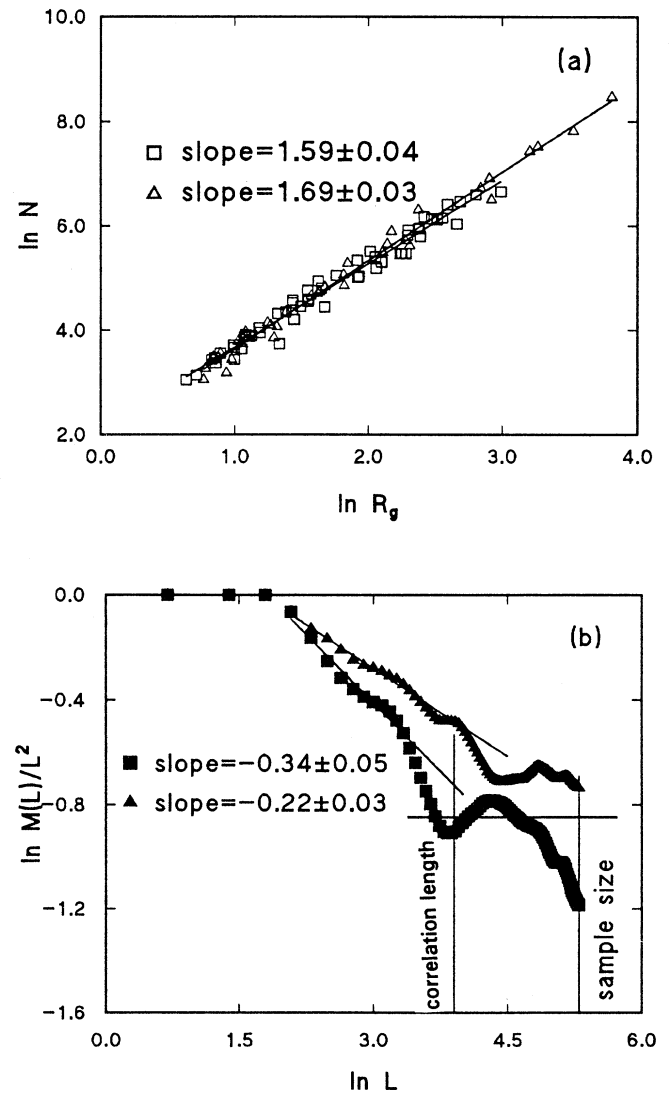 10.0
(a)
8.0
□ slope=1.59±0.04
△ slope=1.69±0.03
ln N
6.0
4.0
2.0
0.0 1.0 2.0 3.0 4.0
ln Rg
0.0
(b)
−0.4
■ slope=−0.34±0.05
▲ slope=−0.22±0.03
ln M(L)/L²
−0.8
correlation length
sample size
−1.2
−1.6
0.0 1.5 3.0 4.5 6.0
ln L